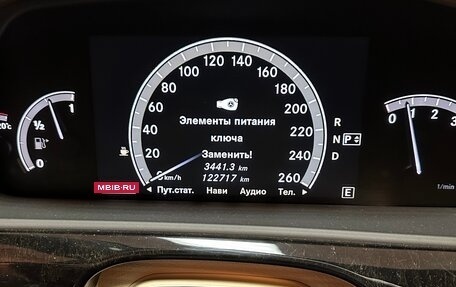 120°C
½
1
0
20
40
60
80
100
120
140
160
180
200
220
240
260
km/h
Элементы питания
ключа
Заменить!
3441.3 km
122717 km
Пут.стат. Нави Аудио Тел.
R
N P
D
E
0 1 2 3
1/min
MBIB·RU